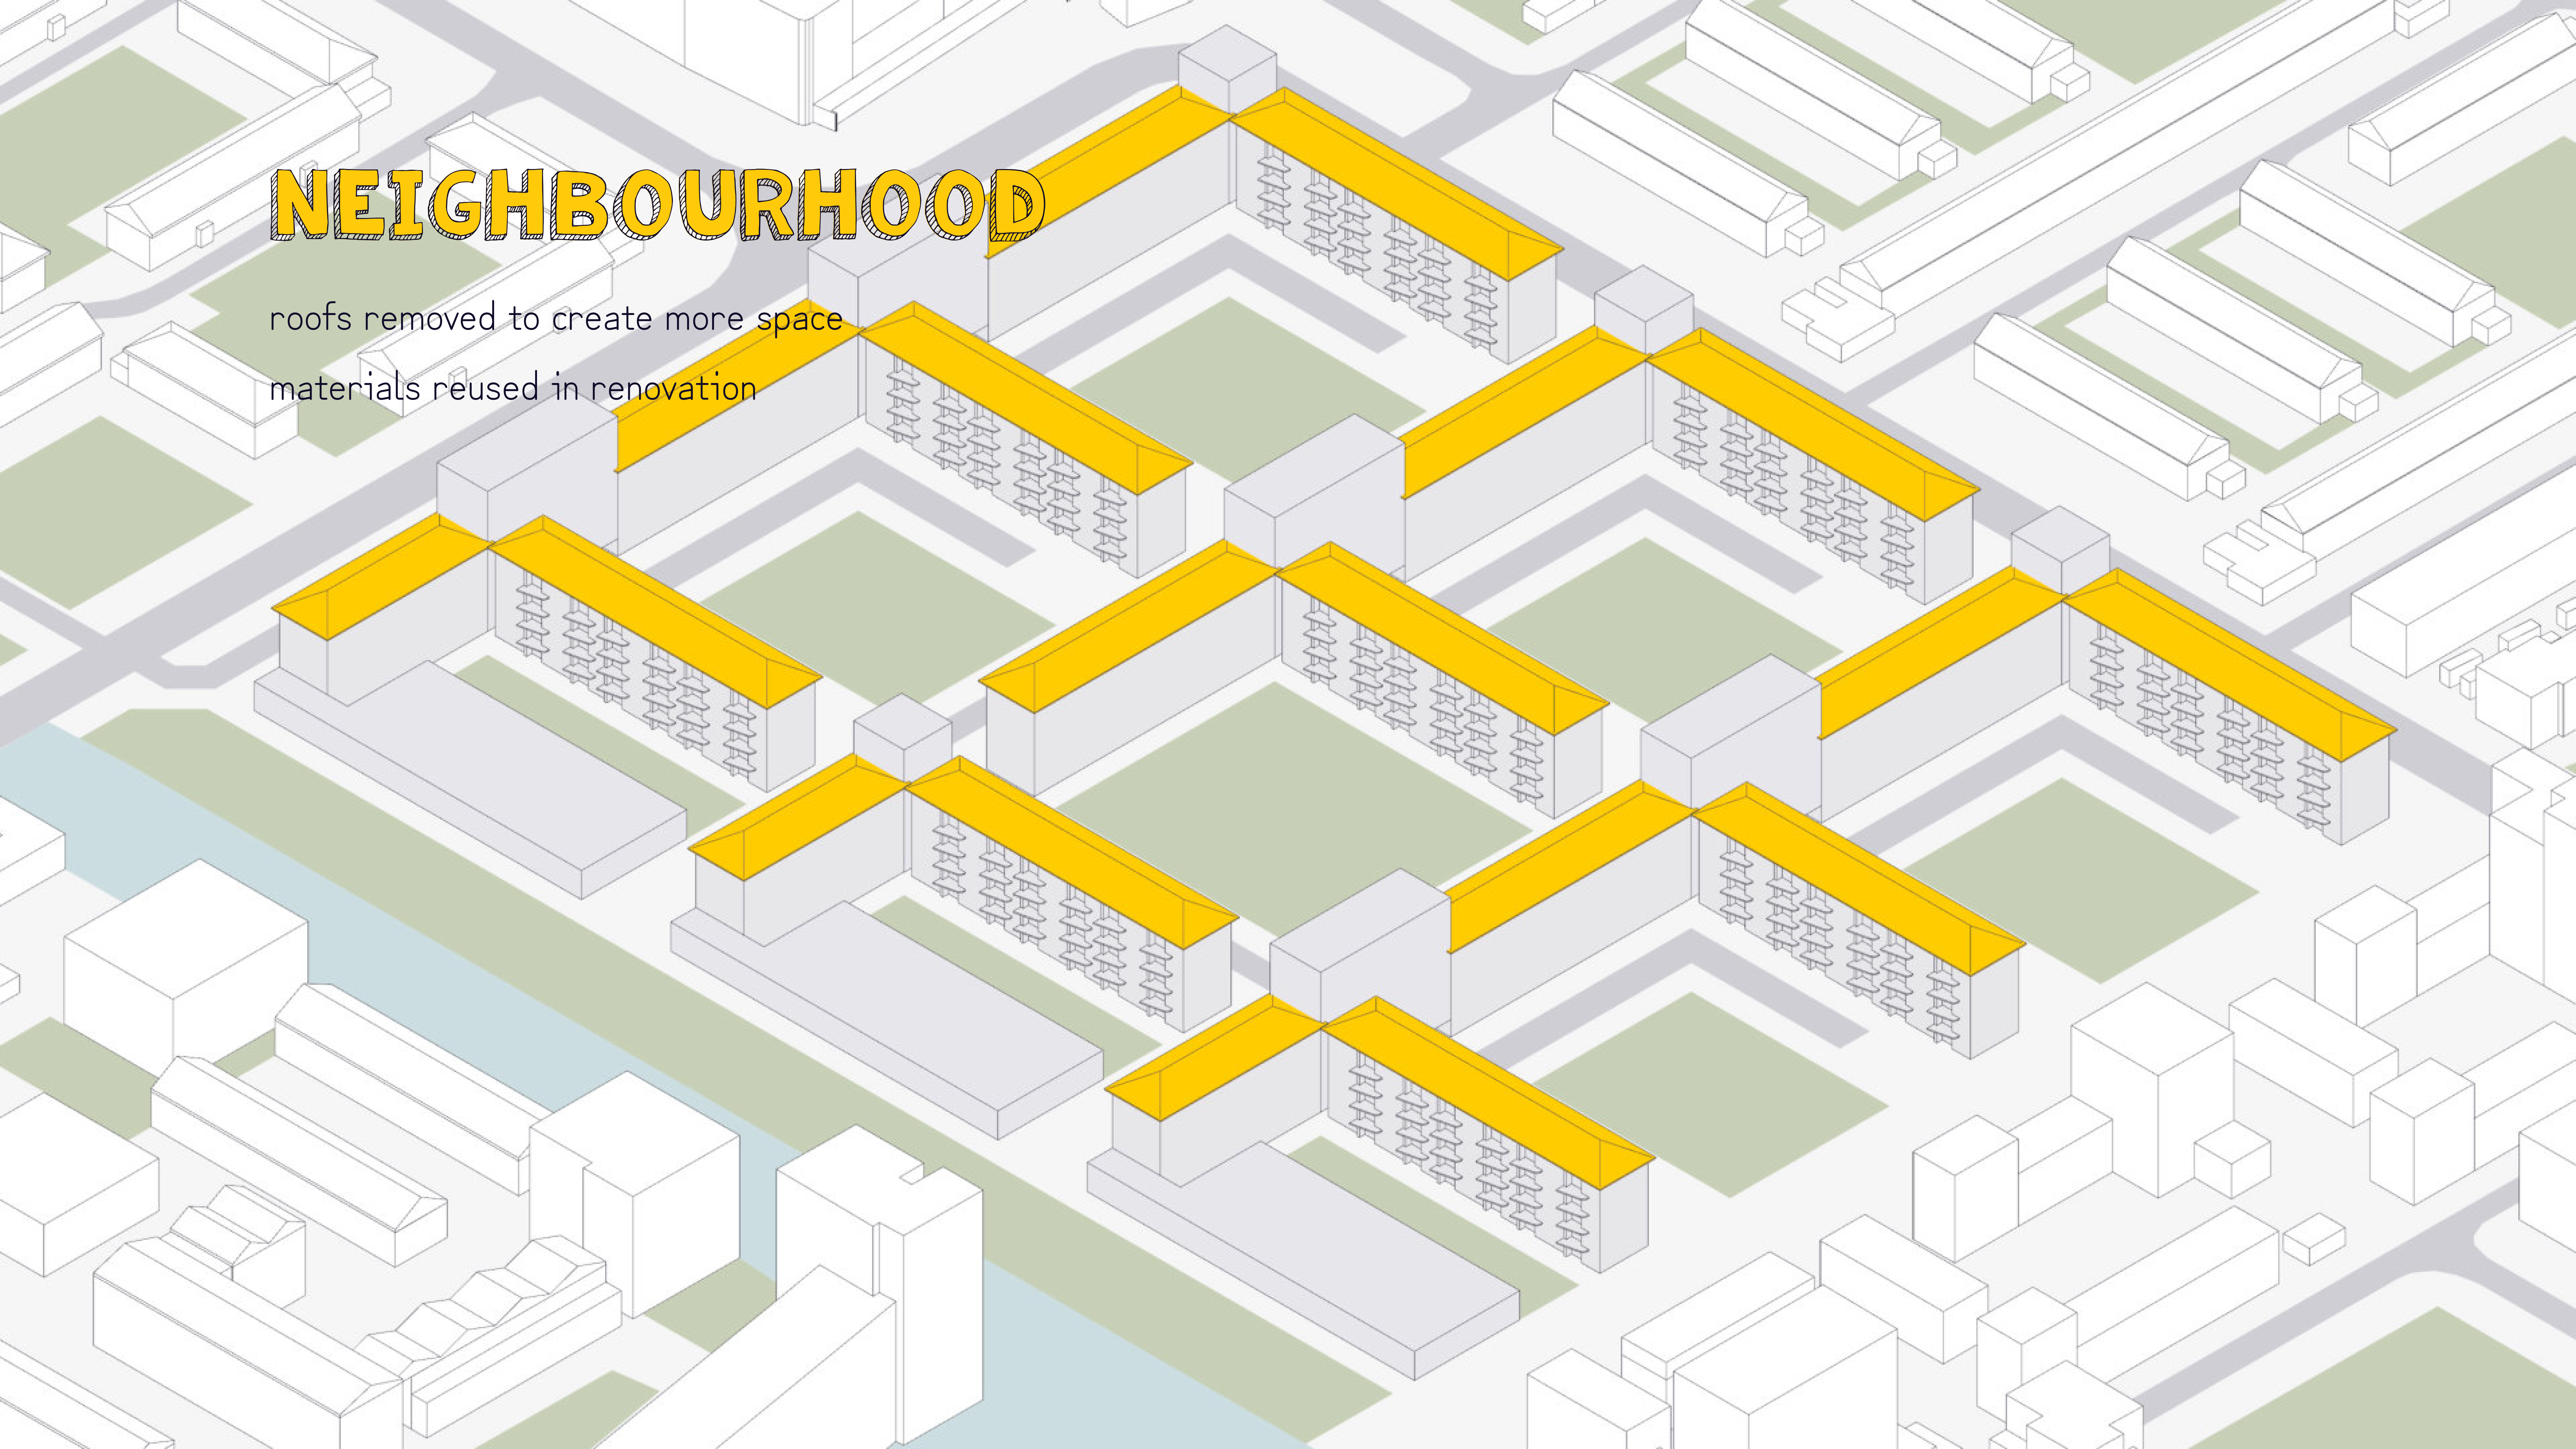 NEIGHBOURHOOD
roofs removed to create more space
materials reused in renovation